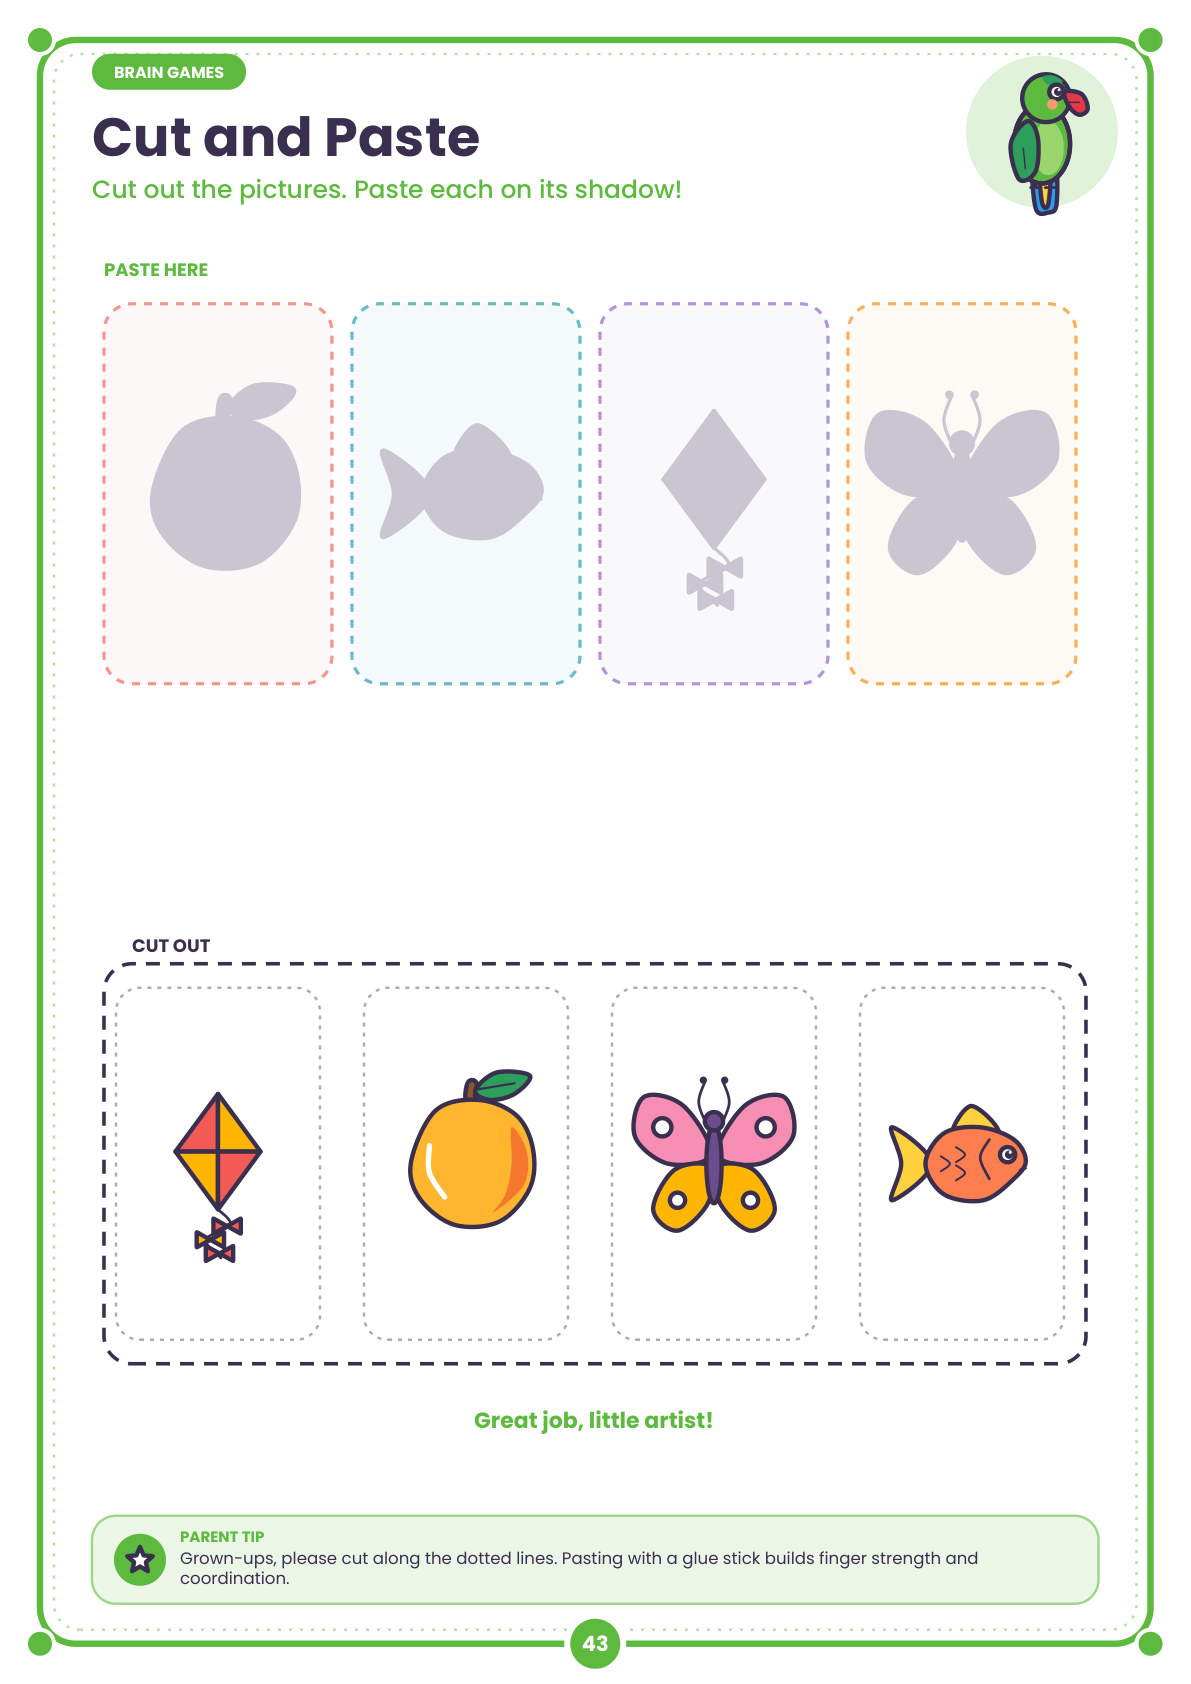 BRAIN GAMES
Cut and Paste
Cut out the pictures. Paste each on its shadow!
PASTE HERE
CUT OUT
Great job, little artist!
PARENT TIP
Grown-ups, please cut along the dotted lines. Pasting with a glue stick builds finger strength and
coordination.
43